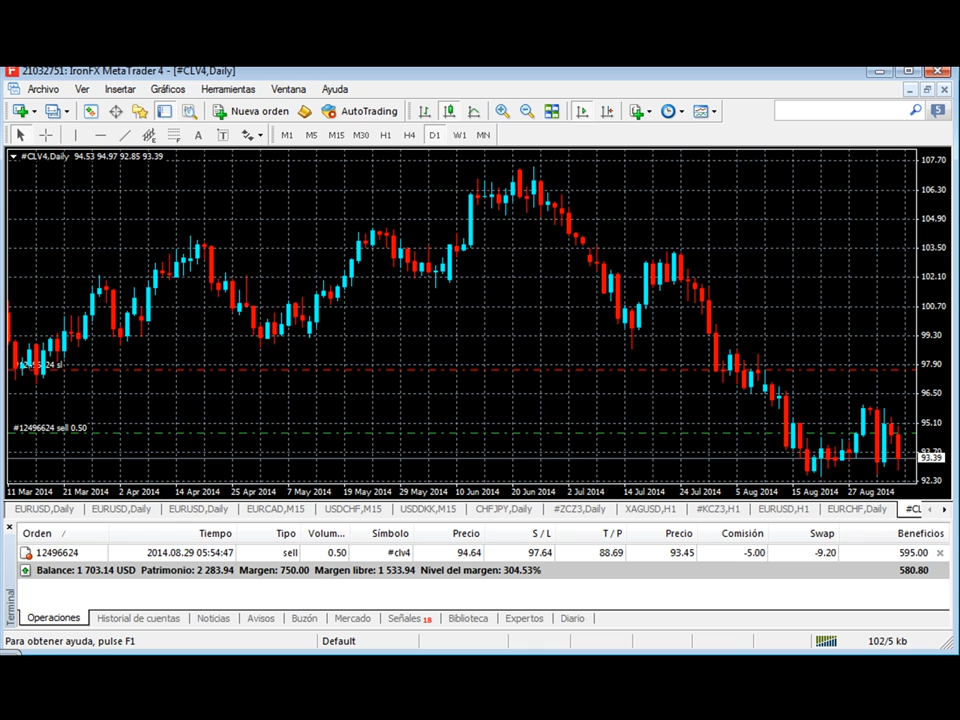 21032751: IronFX MetaTrader 4 - [#CLV4,Daily]
Archivo Ver Insertar Gráficos Herramientas Ventana Ayuda
Nueva orden AutoTrading 5
A T M1 M5 M15 M30 H1 H4 D1 W1 MN
#CLV4,Daily 94.53 94.97 92.85 93.39
107.70
106.30
104.90
103.50
102.10
100.70
99.30
97.90
#12496624 sl
96.50
95.10
#12496624 sell 0.50
93.70
93.39
92.30
11 Mar 2014 21 Mar 2014 2 Apr 2014 14 Apr 2014 25 Apr 2014 7 May 2014 19 May 2014 29 May 2014 10 Jun 2014 20 Jun 2014 2 Jul 2014 14 Jul 2014 24 Jul 2014 5 Aug 2014 15 Aug 2014 27 Aug 2014
EURUSD,Daily EURUSD,Daily EURUSD,Daily EURCAD,M15 USDCHF,M15 USDDKK,M15 CHFJPY,Daily #ZCZ3,Daily XAGUSD,H1 #KCZ3,H1 EURUSD,H1 EURCHF,Daily #CL
Orden / Tiempo Tipo Volum... Símbolo Precio S / L T / P Precio Comisión Swap Beneficios
12496624 2014.08.29 05:54:47 sell 0.50 #clv4 94.64 97.64 88.69 93.45 -5.00 -9.20 595.00
Balance: 1 703.14 USD Patrimonio: 2 283.94 Margen: 750.00 Margen libre: 1 533.94 Nivel del margen: 304.53% 580.80
Terminal
Operaciones Historial de cuentas Noticias Avisos Buzón Mercado Señales 18 Biblioteca Expertos Diario
Para obtener ayuda, pulse F1 Default 102/5 kb